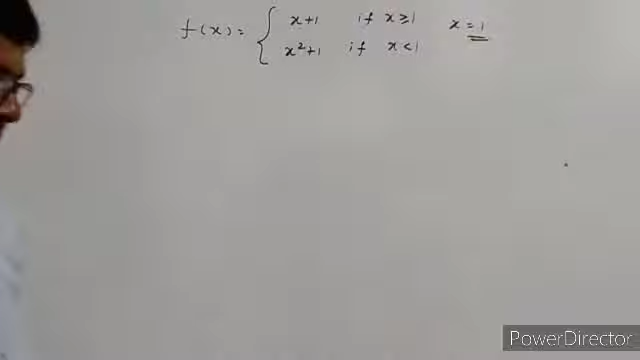 f(x) = { x+1 if x ≥ 1 x = 1
x²+1 if x < 1
PowerDirector